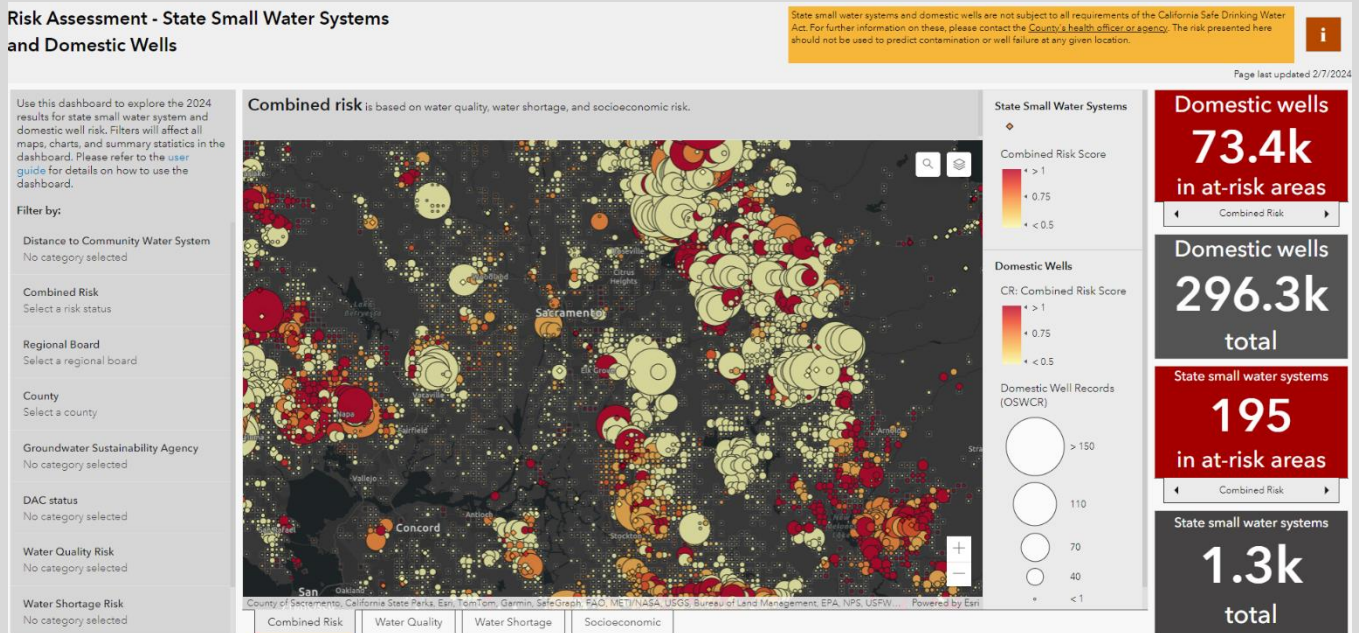 Risk Assessment - State Small Water Systems
and Domestic Wells
State small water systems and domestic wells are not subject to all requirements of the California Safe Drinking Water
Act. For further information on these, please contact the County's health officer or agency. The risk presented here
should not be used to predict contamination or well failure at any given location.
i
Page last updated 2/7/2024
Use this dashboard to explore the 2024
results for state small water system and
domestic well risk. Filters will affect all
maps, charts, and summary statistics in the
dashboard. Please refer to the user
guide for details on how to use the
dashboard.
Filter by:
Distance to Community Water System
No category selected
Combined Risk
Select a risk status
Regional Board
Select a regional board
County
Select a county
Groundwater Sustainability Agency
No category selected
DAC status
No category selected
Water Quality Risk
No category selected
Water Shortage Risk
No category selected
Combined risk is based on water quality, water shortage, and socioeconomic risk.
Citrus
Heights
Sacramento
Elk Grove
Vacaville
Napa
Fairfield
Vallejo
Antioch
Concord
Stockton
Arnold
San
Oakland
County of Sacremento, California State Parks, Esri, TomTom, Garmin, SafeGraph, FAO, METI/NASA, USGS, Bureau of Land Management, EPA, NPS, USFW...
Powered by Esri
Combined Risk
Water Quality
Water Shortage
Socioeconomic
State Small Water Systems
Combined Risk Score
> 1
0.75
< 0.5
Domestic Wells
CR: Combined Risk Score
> 1
0.75
< 0.5
Domestic Well Records
(OSWCR)
> 150
110
70
40
< 1
Domestic wells
73.4k
in at-risk areas
Combined Risk
Domestic wells
296.3k
total
State small water systems
195
in at-risk areas
Combined Risk
State small water systems
1.3k
total